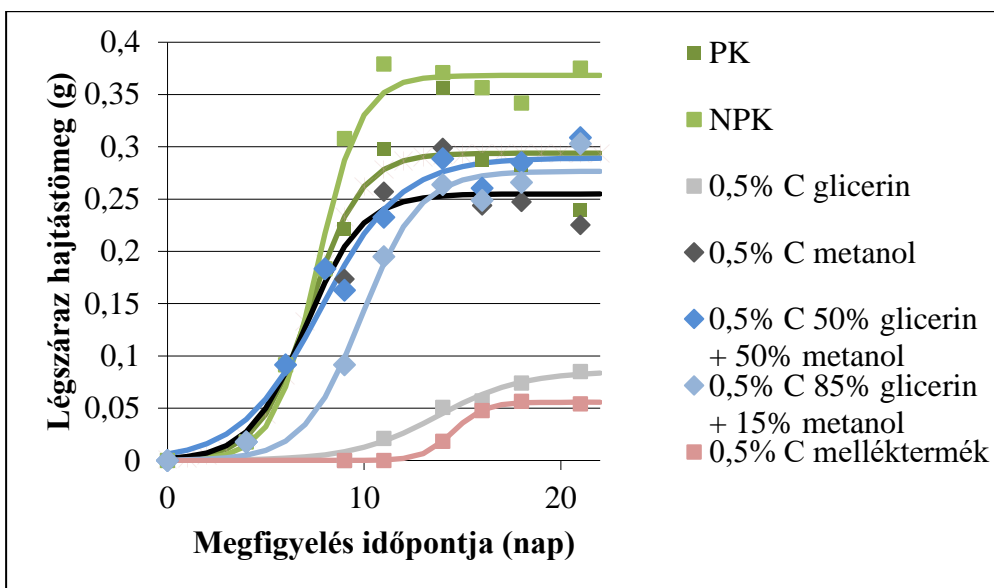 Légszáraz hajtástömeg (g)
0,4
0,35
0,3
0,25
0,2
0,15
0,1
0,05
0
0
10
20
Megfigyelés időpontja (nap)
PK
NPK
0,5% C glicerin
0,5% C metanol
0,5% C 50% glicerin
+ 50% metanol
0,5% C 85% glicerin
+ 15% metanol
0,5% C melléktermék